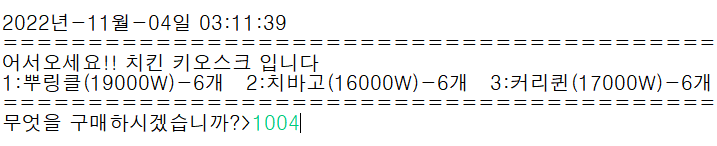 2022년-11월-04일 03:11:39
==========================================
어서오세요!! 치킨 키오스크 입니다
1:뿌링클(19000W)-6개 2:치바고(16000W)-6개 3:커리퀸(17000W)-6개
==========================================
무엇을 구매하시겠습니까?>1004